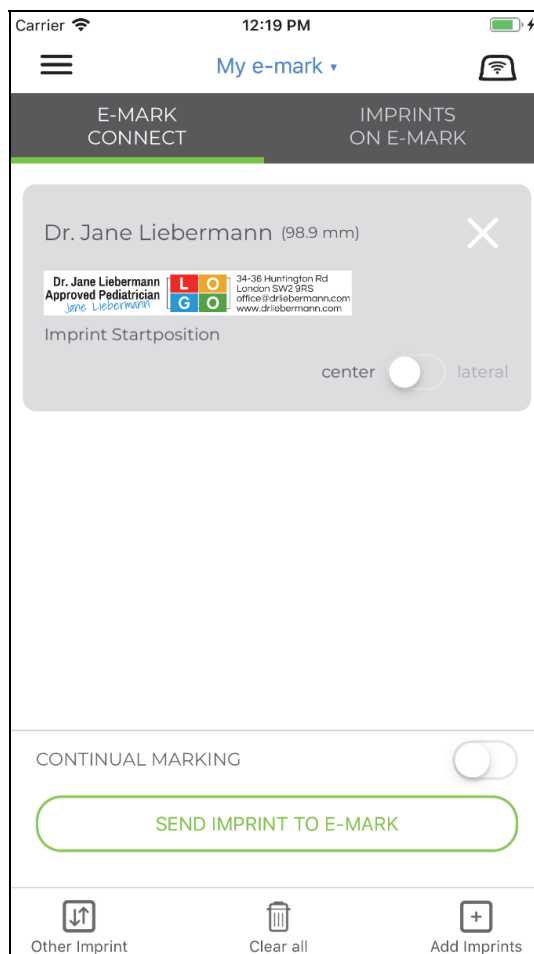 Carrier 12:19 PM
My e-mark ▾
E-MARK CONNECT
IMPRINTS ON E-MARK
Dr. Jane Liebermann (98.9 mm)
Dr. Jane Liebermann
Approved Pediatrician
Jane Liebermann
L O
G O
34-36 Huntington Rd
London SW2 9RS
office@drliebermann.com
www.drliebermann.com
Imprint Startposition
center lateral
CONTINUAL MARKING
SEND IMPRINT TO E-MARK
Other Imprint Clear all Add Imprints